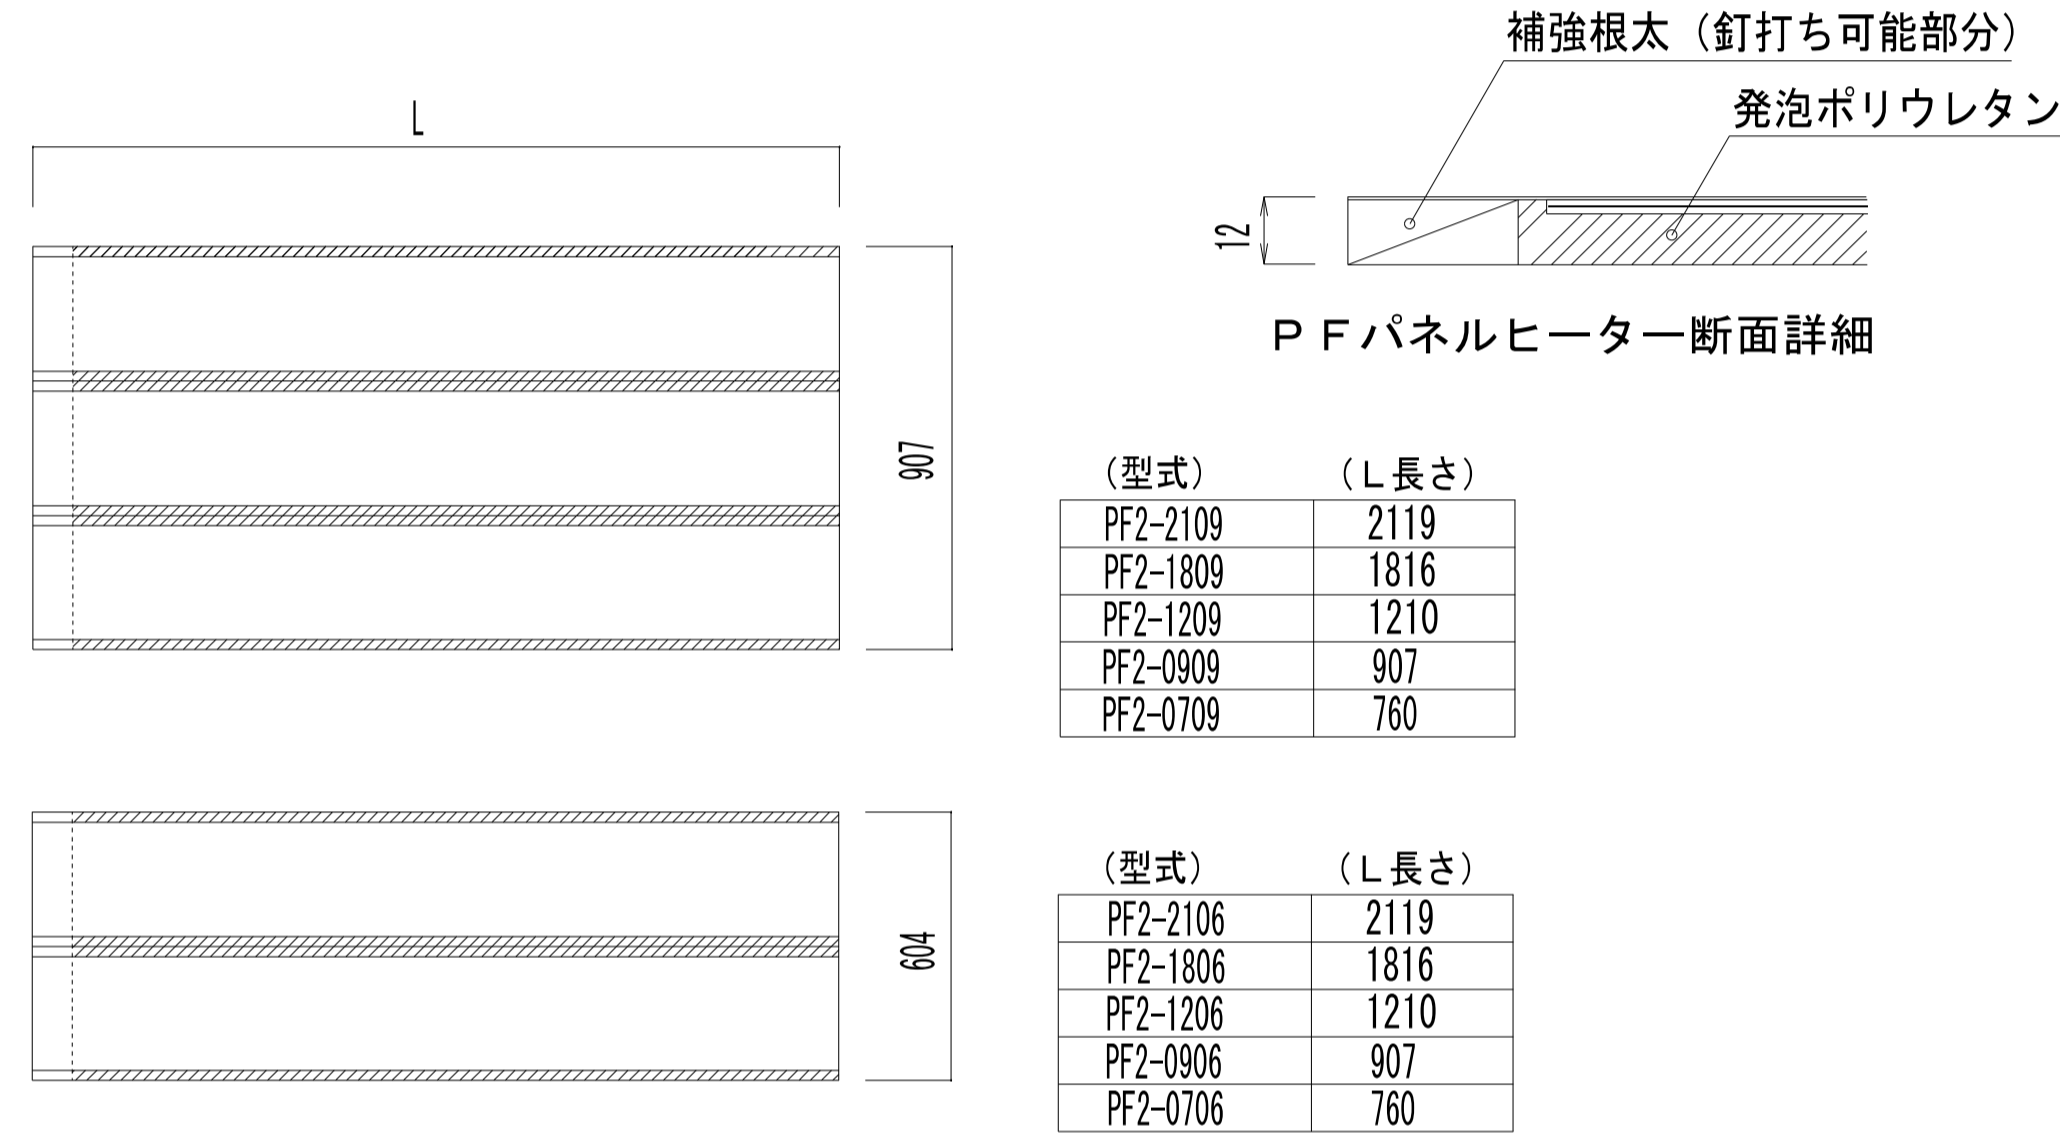 補強根太（釘打ち可能部分）
発泡ポリウレタン
L
12
ＰＦパネルヒーター断面詳細
907
（型式） （Ｌ長さ）
PF2-2109 2119
PF2-1809 1816
PF2-1209 1210
PF2-0909 907
PF2-0709 760
604
（型式） （Ｌ長さ）
PF2-2106 2119
PF2-1806 1816
PF2-1206 1210
PF2-0906 907
PF2-0706 760